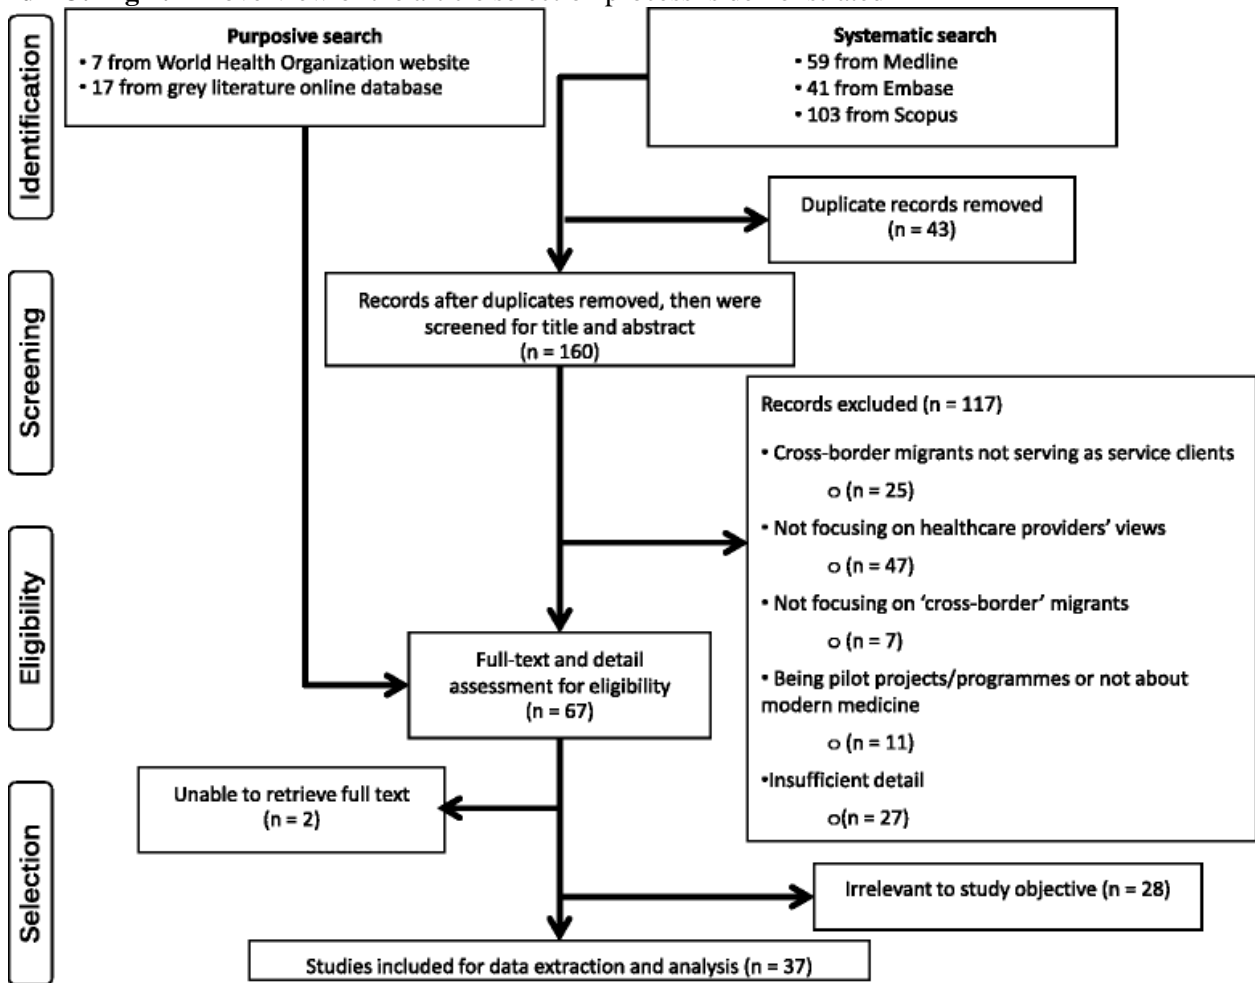 Identification
Purposive search
• 7 from World Health Organization website
• 17 from grey literature online database
Systematic search
• 59 from Medline
• 41 from Embase
• 103 from Scopus
Duplicate records removed
(n = 43)
Screening
Records after duplicates removed, then were
screened for title and abstract
(n = 160)
Records excluded (n = 117)
• Cross-border migrants not serving as service clients
o (n = 25)
• Not focusing on healthcare providers’ views
o (n = 47)
• Not focusing on ‘cross-border’ migrants
o (n = 7)
• Being pilot projects/programmes or not about
modern medicine
o (n = 11)
•Insufficient detail
o(n = 27)
Eligibility
Full-text and detail
assessment for eligibility
(n = 67)
Selection
Unable to retrieve full text
(n = 2)
Irrelevant to study objective (n = 28)
Studies included for data extraction and analysis (n = 37)